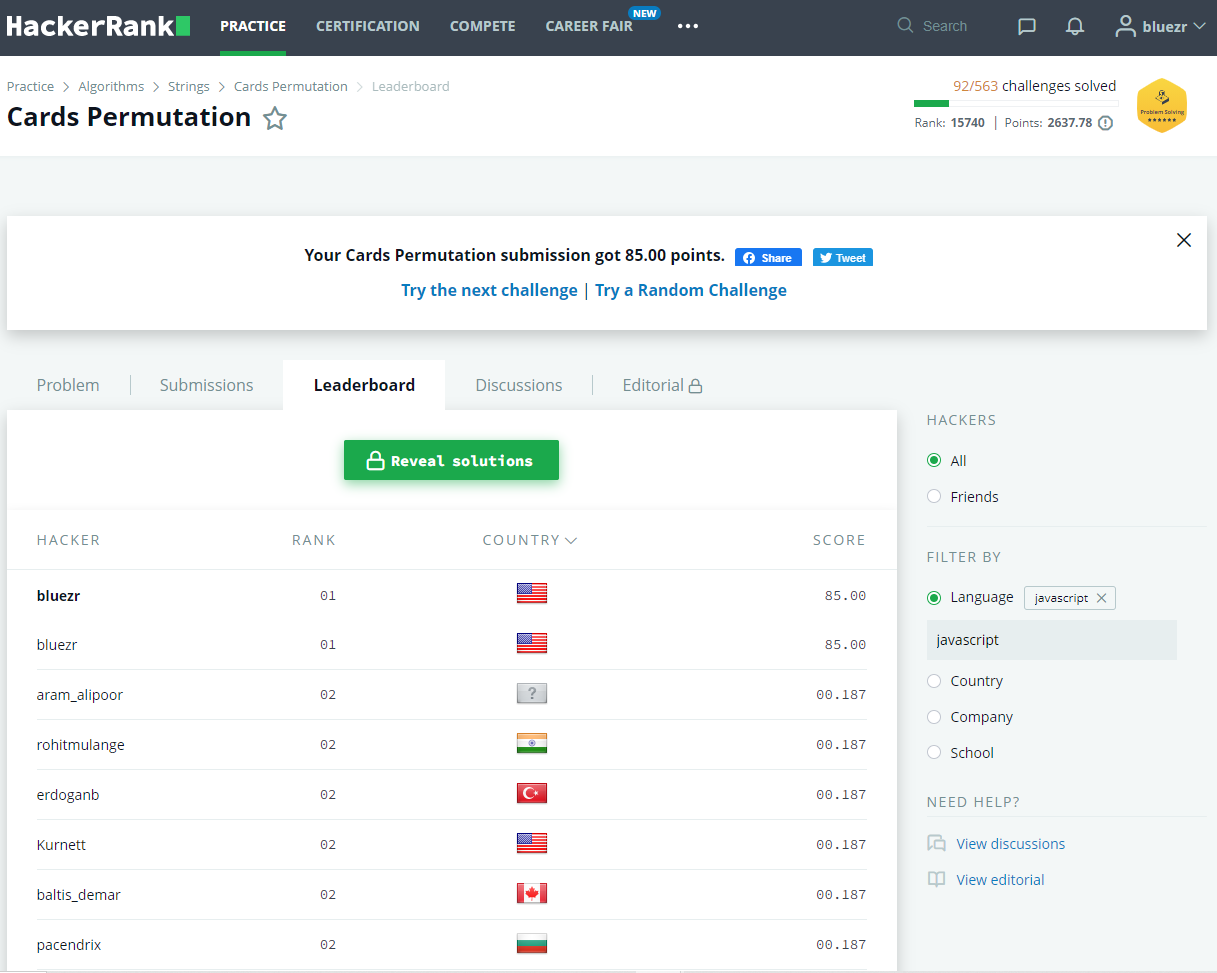 HackerRank
PRACTICE CERTIFICATION COMPETE CAREER FAIR NEW ••• Search bluezr
Practice > Algorithms > Strings > Cards Permutation > Leaderboard
92/563 challenges solved
Cards Permutation
Rank: 15740 | Points: 2637.78
Problem Solving
Your Cards Permutation submission got 85.00 points. Share Tweet
Try the next challenge | Try a Random Challenge
Problem Submissions Leaderboard Discussions Editorial
Reveal solutions
HACKER RANK COUNTRY SCORE
bluezr 01 85.00
bluezr 01 85.00
aram_alipoor 02 ? 00.187
rohitmulange 02 00.187
erdoganb 02 00.187
Kurnett 02 00.187
baltis_demar 02 00.187
pacendrix 02 00.187
HACKERS
All
Friends
FILTER BY
Language javascript
javascript
Country
Company
School
NEED HELP?
View discussions
View editorial